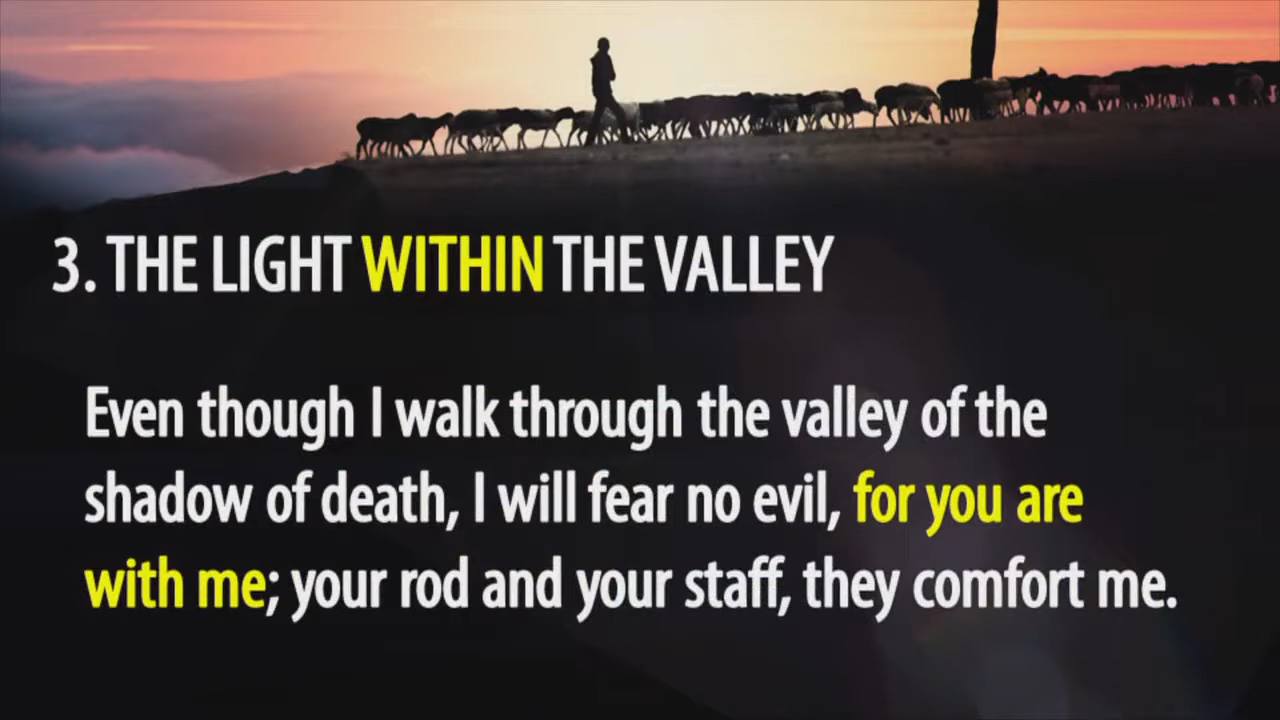 3. THE LIGHT WITHIN THE VALLEY
Even though I walk through the valley of the
shadow of death, I will fear no evil, for you are
with me; your rod and your staff, they comfort me.